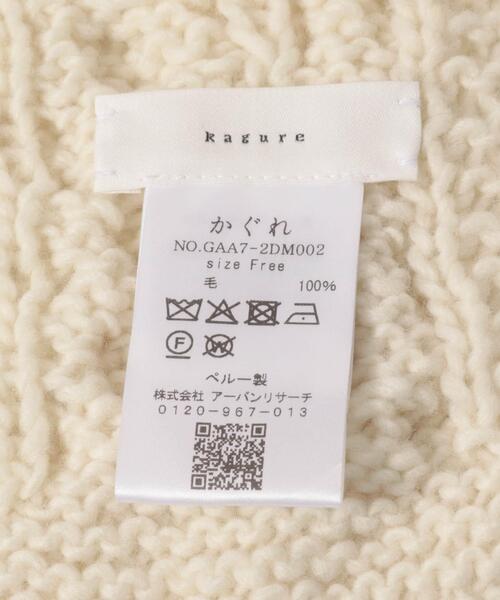 kagure
かぐれ
NO.GAA7-2DM002
size Free
毛 100%
ペルー製
株式会社 アーバンリサーチ
0120-967-013